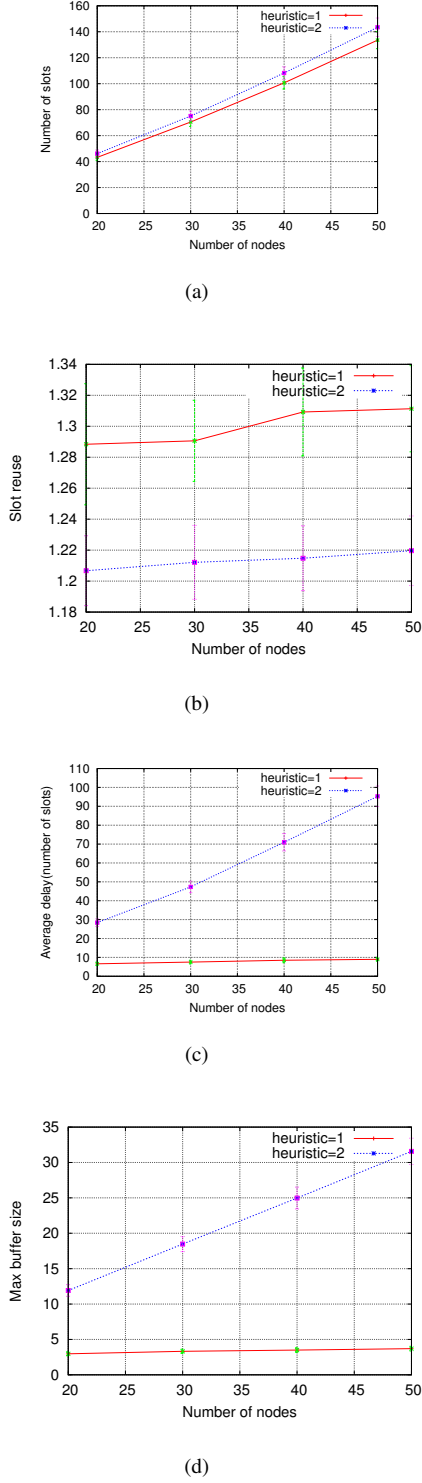 160
140
120
100
80
60
40
20
0
20 25 30 35 40 45 50
Number of slots
Number of nodes
heuristic=1
heuristic=2
(a)
1.34
1.32
1.3
1.28
1.26
1.24
1.22
1.2
1.18
20 25 30 35 40 45 50
Slot reuse
Number of nodes
heuristic=1
heuristic=2
(b)
110
100
90
80
70
60
50
40
30
20
10
0
20 25 30 35 40 45 50
Average delay(number of slots)
Number of nodes
heuristic=1
heuristic=2
(c)
35
30
25
20
15
10
5
0
20 25 30 35 40 45 50
Max buffer size
Number of nodes
heuristic=1
heuristic=2
(d)